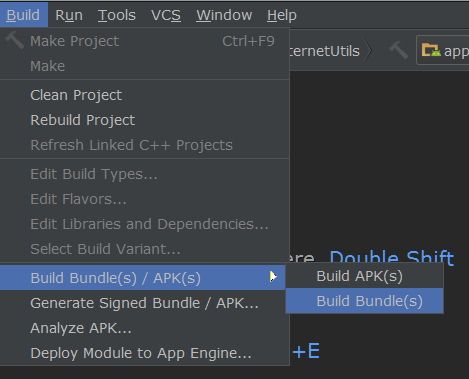 Build Run Tools VCS Window Help
Make Project Ctrl+F9
ternetUtils app
Make
Clean Project
Rebuild Project
Refresh Linked C++ Projects
Edit Build Types...
Edit Flavors...
Edit Libraries and Dependencies...
Select Build Variant...
ere Double Shift
Build Bundle(s) / APK(s)
Build APK(s)
Generate Signed Bundle / APK...
Build Bundle(s)
Analyze APK...
Deploy Module to App Engine...
+E